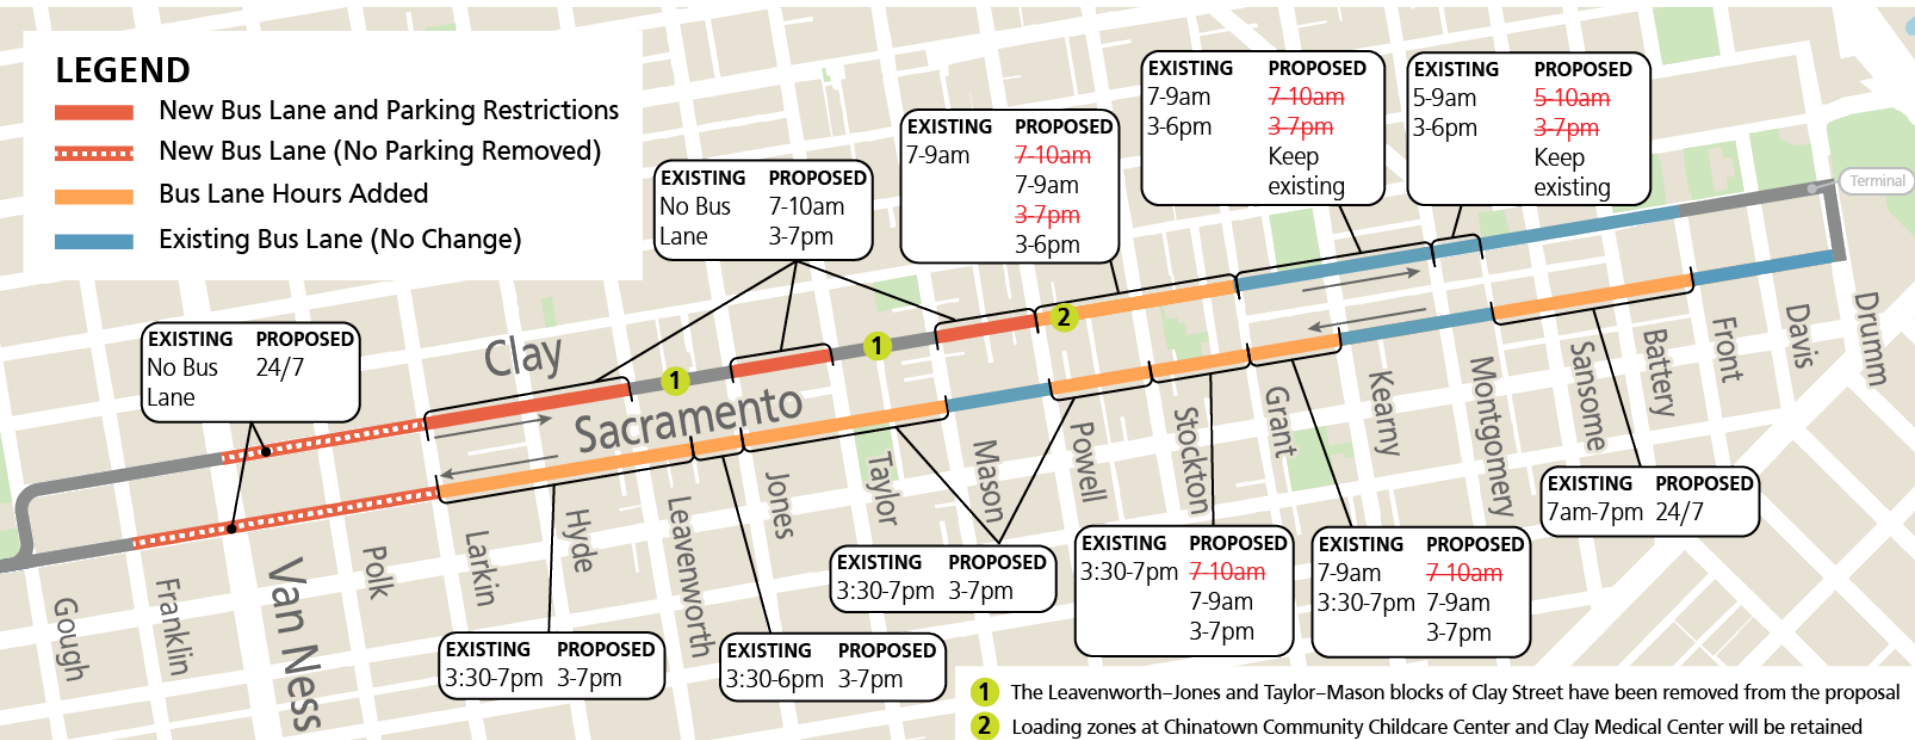 LEGEND
New Bus Lane and Parking Restrictions
New Bus Lane (No Parking Removed)
Bus Lane Hours Added
Existing Bus Lane (No Change)
EXISTING PROPOSED
No Bus 7-10am
Lane 3-7pm
EXISTING PROPOSED
7-9am 7-10am
7-9am
3-7pm
3-6pm
EXISTING PROPOSED
7-9am 7-10am
3-6pm 3-7pm
Keep
existing
EXISTING PROPOSED
5-9am 5-10am
3-6pm 3-7pm
Keep
existing
Terminal
EXISTING PROPOSED
No Bus 24/7
Lane
Clay
1
1
2
Sacramento
Gough
Franklin
Van Ness
Polk
Larkin
Hyde
Leavenworth
Jones
Taylor
Mason
Powell
Stockton
Grant
Kearny
Montgomery
Sansome
Battery
Front
Davis
Drumm
EXISTING PROPOSED
3:30-7pm 3-7pm
EXISTING PROPOSED
3:30-6pm 3-7pm
EXISTING PROPOSED
3:30-7pm 3-7pm
EXISTING PROPOSED
3:30-7pm 7-10am
7-9am
3-7pm
EXISTING PROPOSED
7-9am 7-10am
3:30-7pm 7-9am
3-7pm
EXISTING PROPOSED
7am-7pm 24/7
1 The Leavenworth–Jones and Taylor–Mason blocks of Clay Street have been removed from the proposal
2 Loading zones at Chinatown Community Childcare Center and Clay Medical Center will be retained